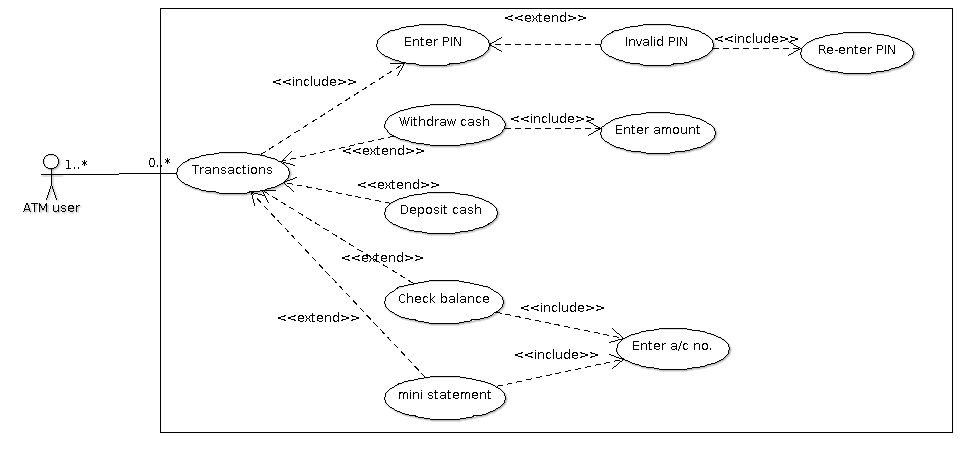 <<extend>>
Enter PIN
Invalid PIN
<<include>>
Re-enter PIN
<<include>>
Withdraw cash
<<include>>
Enter amount
<<extend>>
1..*
0..*
Transactions
<<extend>>
ATM user
Deposit cash
<<extend>>
Check balance
<<include>>
<<extend>>
Enter a/c no.
<<include>>
mini statement